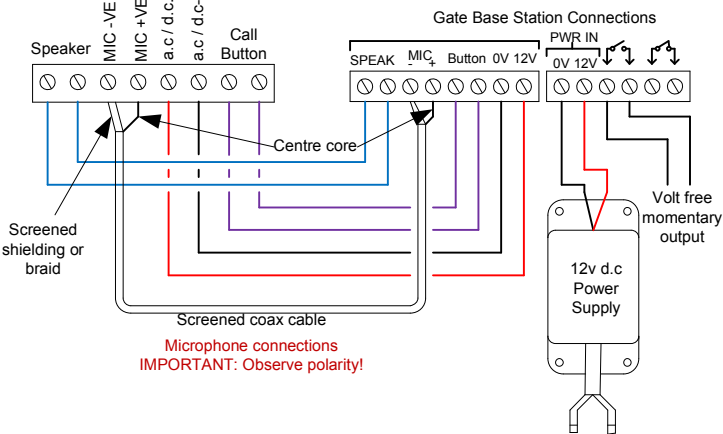 Gate Base Station Connections
Speaker
MIC -VE
MIC +VE
a.c / d.c.
a.c / d.c-
Call
Button
SPEAK
MIC
- +
Button
0V 12V
PWR IN
0V 12V
Centre core
Screened
shielding or
braid
Volt free
momentary
output
12v d.c
Power
Supply
Screened coax cable
Microphone connections
IMPORTANT: Observe polarity!